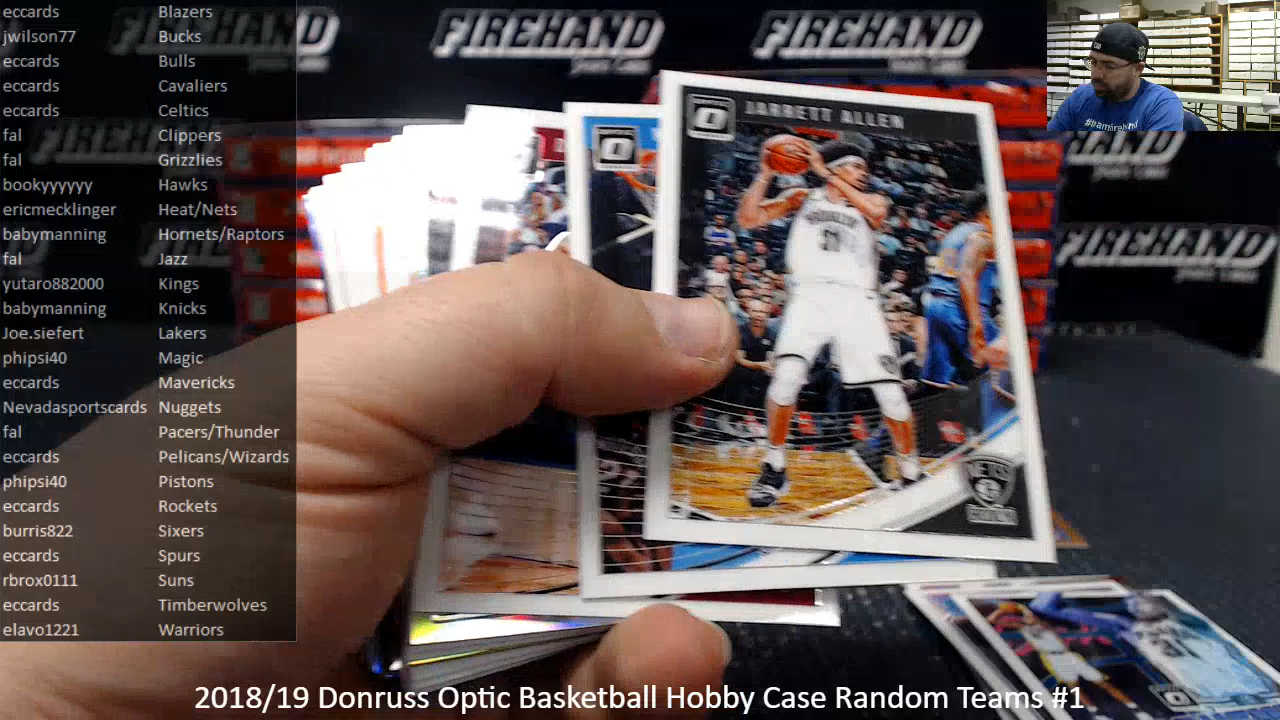 eccards Blazers
jwilson77 Bucks
eccards Bulls
eccards Cavaliers
eccards Celtics
fal Clippers
fal Grizzlies
bookyyyyyy Hawks
ericmecklinger Heat/Nets
babymanning Hornets/Raptors
fal Jazz
yutaro882000 Kings
babymanning Knicks
Joe.siefert Lakers
phipsi40 Magic
eccards Mavericks
Nevadasportscards Nuggets
fal Pacers/Thunder
eccards Pelicans/Wizards
phipsi40 Pistons
eccards Rockets
burris822 Sixers
eccards Spurs
rbrox0111 Suns
eccards Timberwolves
elavo1221 Warriors
FIREHAND
FIREHAND
FIREHAND
FIREHAND
JARRETT ALLEN
NETS
2018/19 Donruss Optic Basketball Hobby Case Random Teams #1